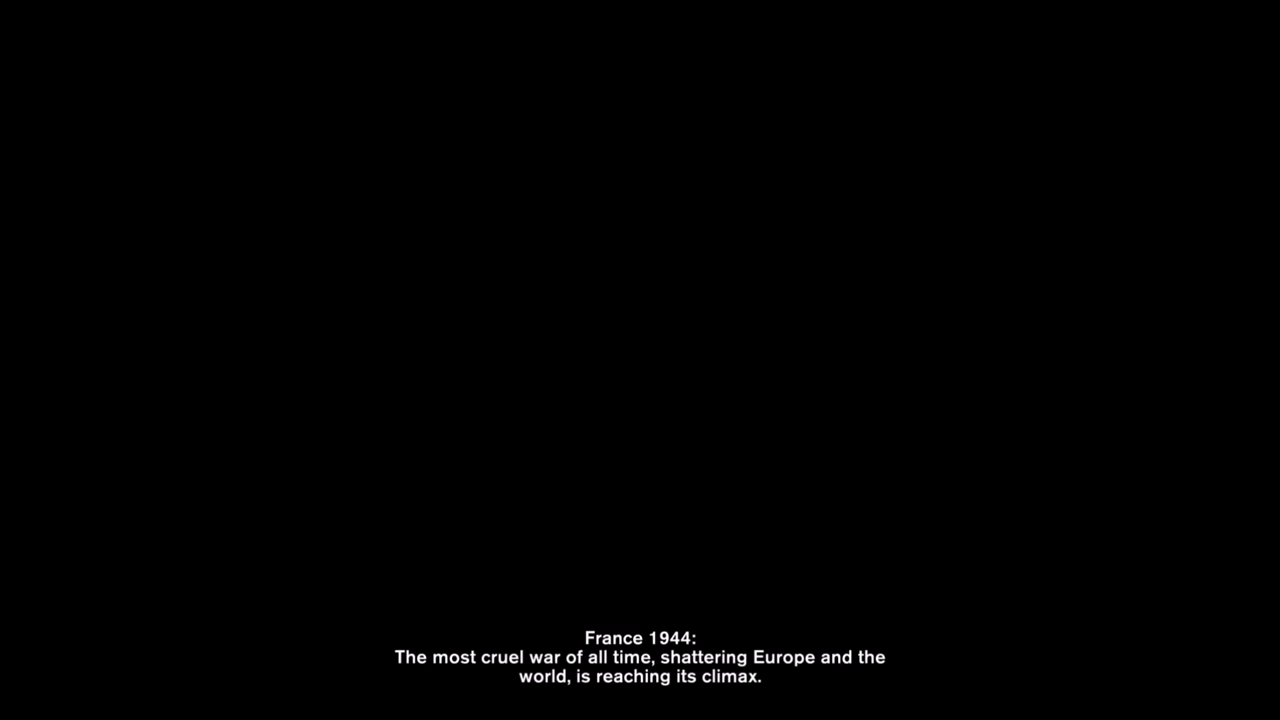 France 1944:
The most cruel war of all time, shattering Europe and the
world, is reaching its climax.